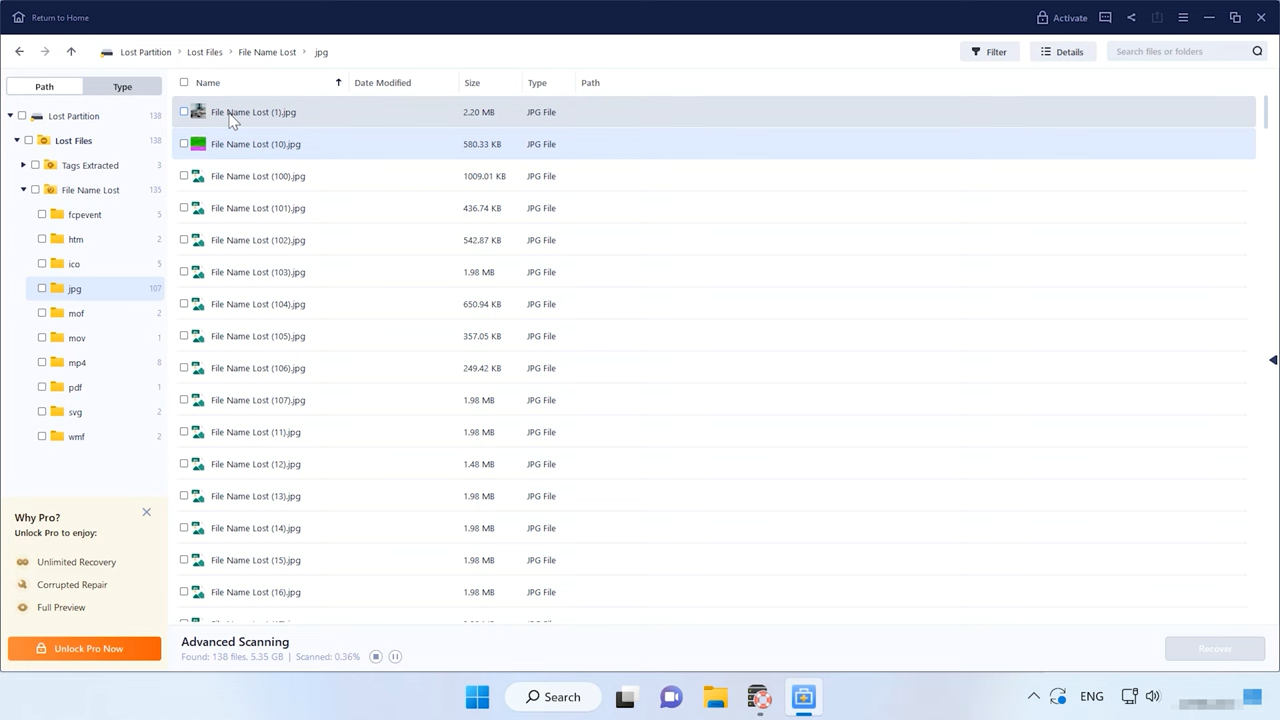 Return to Home
Activate
Lost Partition Lost Files File Name Lost jpg
Filter
Details
Search files or folders
Path Type
Name Date Modified Size Type Path
Lost Partition 138
Lost Files 138
Tags Extracted 3
File Name Lost 135
fcpevent 5
htm 2
ico 5
jpg 107
mof 2
mov 1
mp4 8
pdf 1
svg 2
wmf 2
File Name Lost (1).jpg 2.20 MB JPG File
File Name Lost (10).jpg 580.33 KB JPG File
File Name Lost (100).jpg 1009.01 KB JPG File
File Name Lost (101).jpg 436.74 KB JPG File
File Name Lost (102).jpg 542.87 KB JPG File
File Name Lost (103).jpg 1.98 MB JPG File
File Name Lost (104).jpg 650.94 KB JPG File
File Name Lost (105).jpg 357.05 KB JPG File
File Name Lost (106).jpg 249.42 KB JPG File
File Name Lost (107).jpg 1.98 MB JPG File
File Name Lost (11).jpg 1.98 MB JPG File
File Name Lost (12).jpg 1.48 MB JPG File
File Name Lost (13).jpg 1.98 MB JPG File
File Name Lost (14).jpg 1.98 MB JPG File
File Name Lost (15).jpg 1.98 MB JPG File
File Name Lost (16).jpg 1.98 MB JPG File
Why Pro?
Unlock Pro to enjoy:
Unlimited Recovery
Corrupted Repair
Full Preview
Unlock Pro Now
Advanced Scanning
Found: 138 files, 5.35 GB | Scanned: 0.36%
Recover
Search
ENG